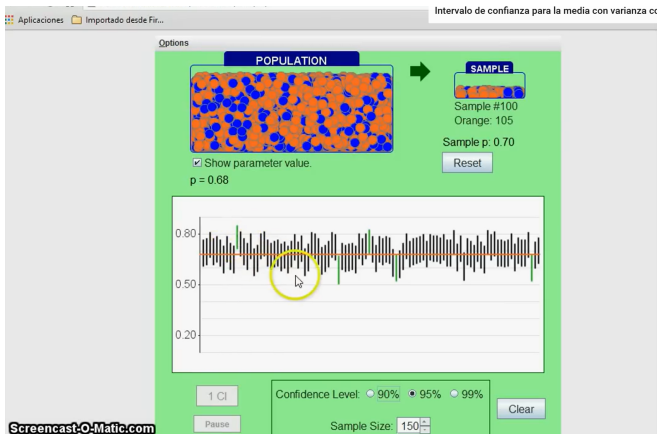 Intervalo de confianza para la media con varianza co
Aplicaciones Importado desde Fir...
Options
POPULATION
SAMPLE
Sample #100
Orange: 105
Sample p: 0.70
Show parameter value.
Reset
p = 0.68
0.80
0.50
0.20
1 CI
Confidence Level: 90% 95% 99%
Clear
Pause
Sample Size: 150
Screencast-O-Matic.com